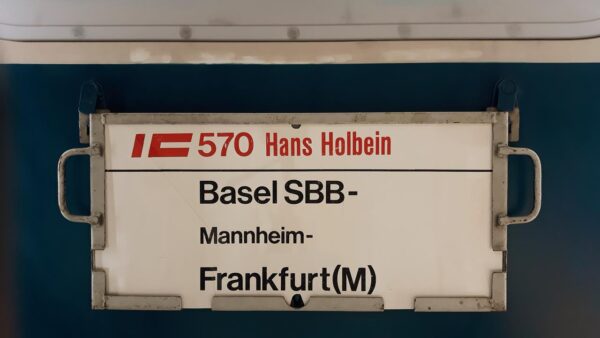 IC 570 Hans Holbein
Basel SBB-
Mannheim-
Frankfurt(M)